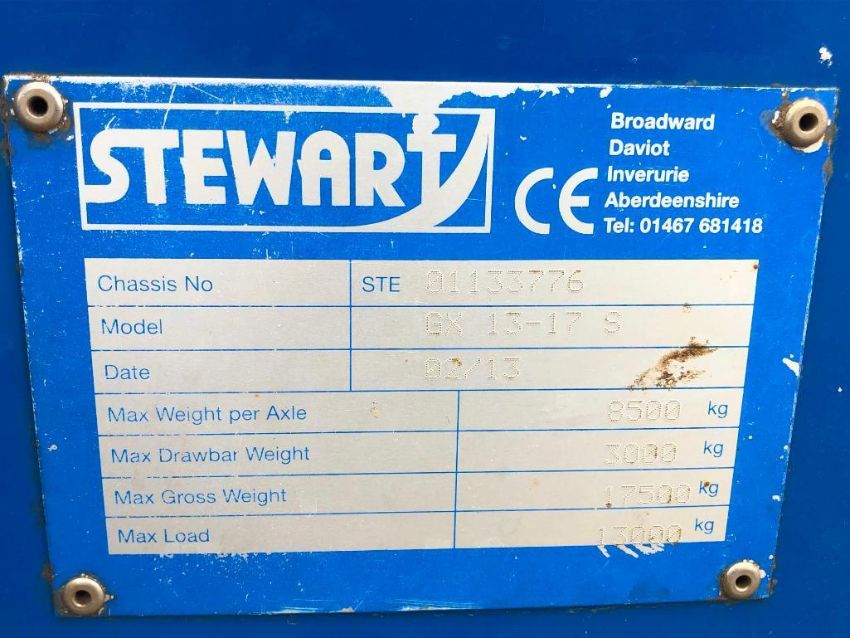 STEWART
CE
Broadward
Daviot
Inverurie
Aberdeenshire
Tel: 01467 681418
Chassis No STE 01133776
Model GX 13-17 S
Date 02/13
Max Weight per Axle 8500 kg
Max Drawbar Weight 3000 kg
Max Gross Weight 17500 kg
Max Load 13000 kg